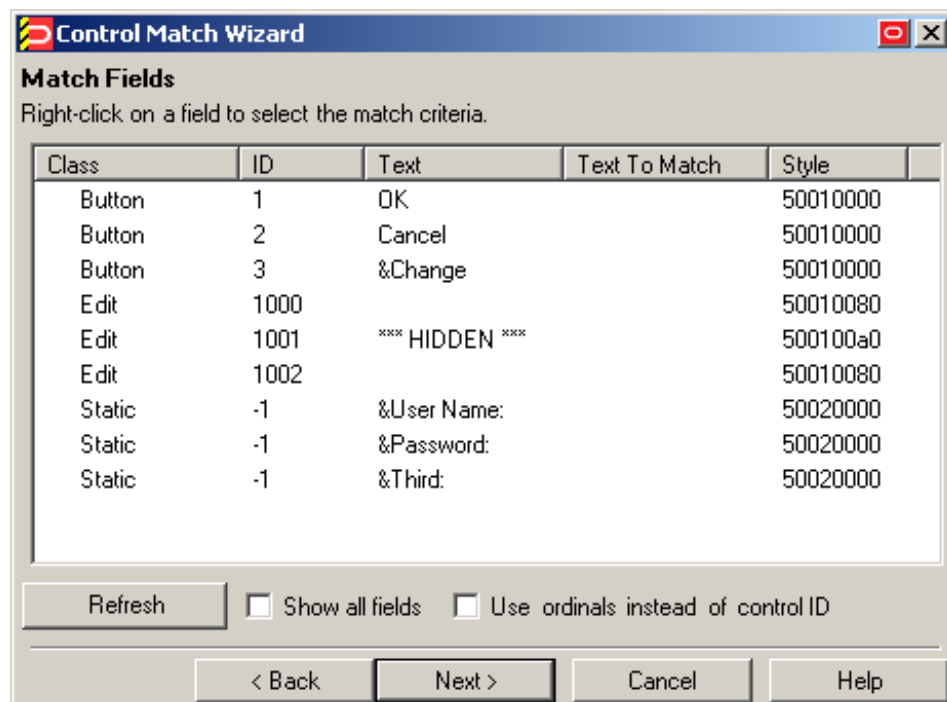 Control Match Wizard
Match Fields
Right-click on a field to select the match criteria.
Class ID Text Text To Match Style
Button 1 OK 50010000
Button 2 Cancel 50010000
Button 3 &Change 50010000
Edit 1000 50010080
Edit 1001 *** HIDDEN *** 500100a0
Edit 1002 50010080
Static -1 &User Name: 50020000
Static -1 &Password: 50020000
Static -1 &Third: 50020000
Refresh Show all fields Use ordinals instead of control ID
< Back Next > Cancel Help